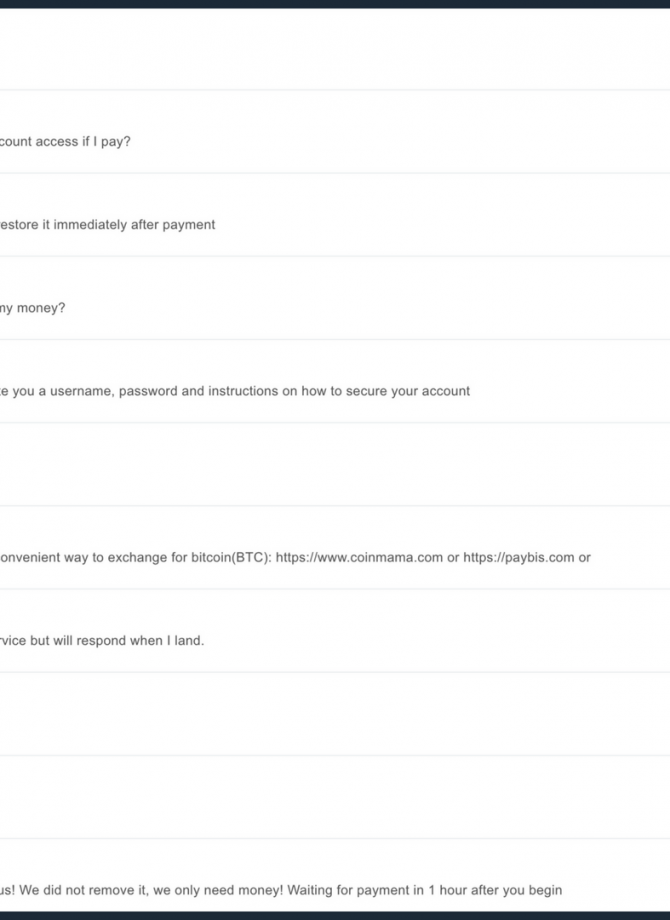 count access if I pay?
estore it immediately after payment
my money?
te you a username, password and instructions on how to secure your account
onvenient way to exchange for bitcoin(BTC): https://www.coinmama.com or https://paybis.com or
rvice but will respond when I land.
us! We did not remove it, we only need money! Waiting for payment in 1 hour after you begin